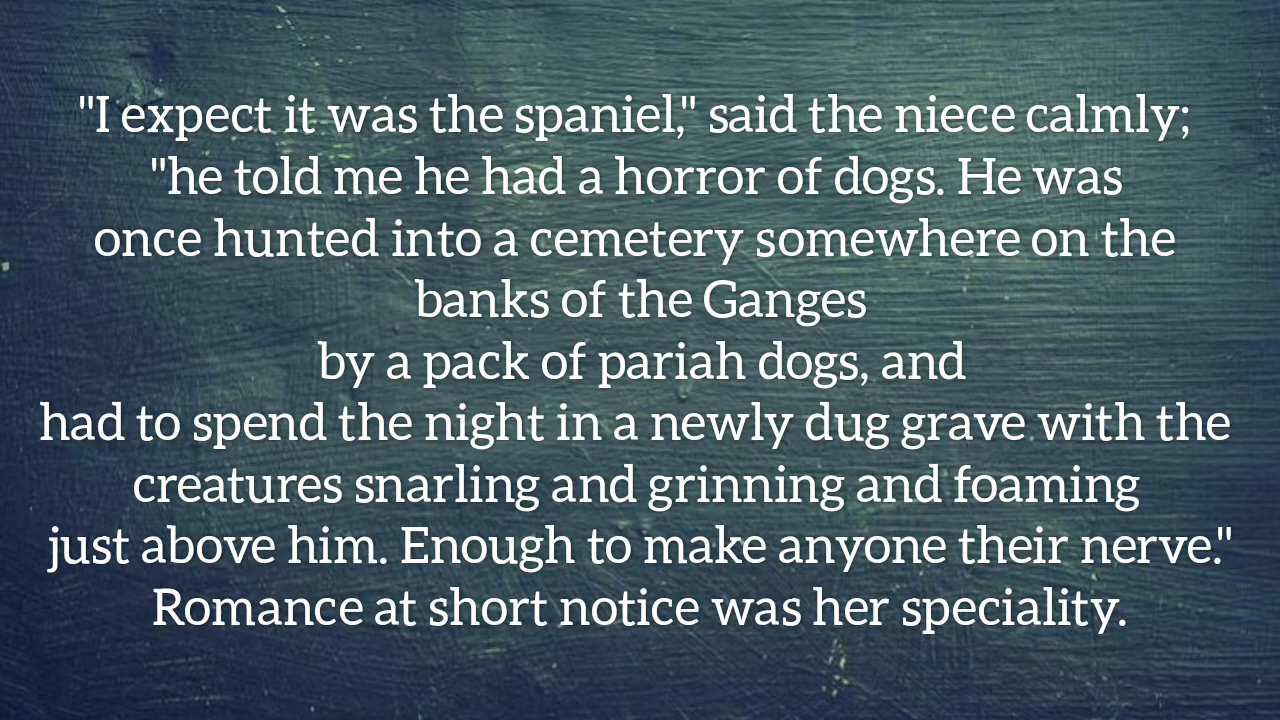 "I expect it was the spaniel," said the niece calmly;
"he told me he had a horror of dogs. He was
once hunted into a cemetery somewhere on the
banks of the Ganges
by a pack of pariah dogs, and
had to spend the night in a newly dug grave with the
creatures snarling and grinning and foaming
just above him. Enough to make anyone their nerve."
Romance at short notice was her speciality.